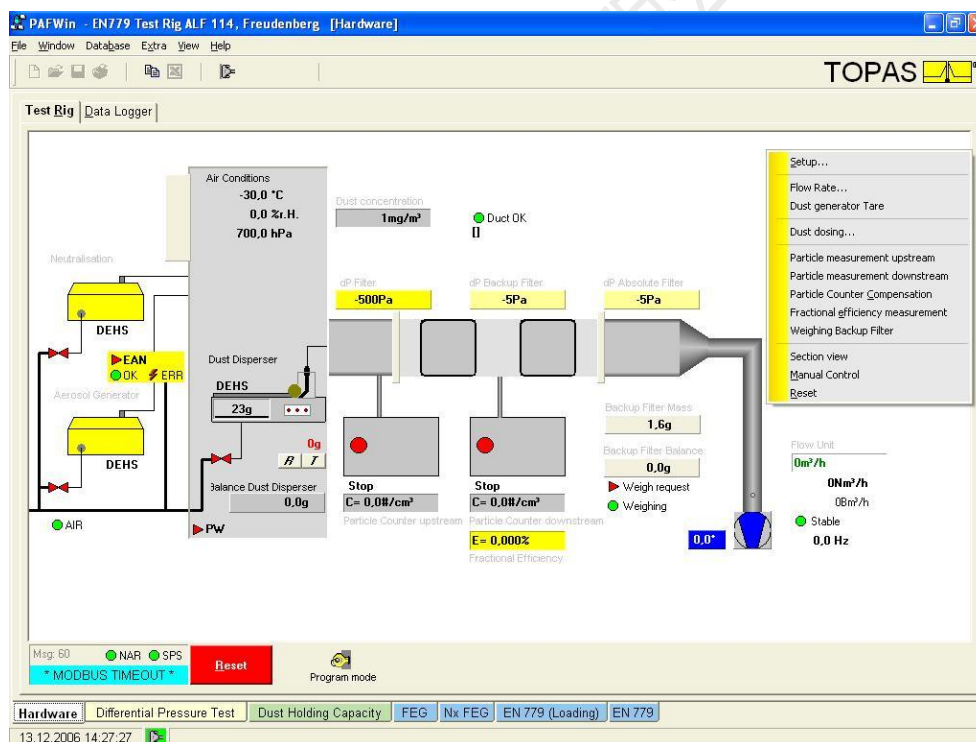 PAFWin - EN779 Test Rig ALF 114, Freudenberg [Hardware]
File Window Database Extra View Help
TOPAS
Test Rig Data Logger
Air Conditions
-30,0 °C
0,0 %r.H.
700,0 hPa
Dust concentration
1mg/m³
Duct OK
[]
Setup...
Flow Rate...
Dust generator Tare
Dust dosing...
Particle measurement upstream
Particle measurement downstream
Particle Counter Compensation
Fractional efficiency measurement
Weighing Backup Filter
Section view
Manual Control
Reset
Neutralisation
DEHS
EAN
OK ERR
Aerosol Generator
DEHS
AIR
dP Filter
-500Pa
dP Backup Filter
-5Pa
dP Absolute Filter
-5Pa
Dust Disperser
DEHS
23g
0g
R T
Balance Dust Disperser
0,0g
PW
Stop
C= 0,0#/cm³
Particle Counter upstream
Stop
C= 0,0#/cm³
Particle Counter downstream
E= 0,000%
Fractional Efficiency
Backup Filter Mass
1,6g
Backup Filter Balance
0,0g
Weigh request
Weighing
0,0°
Flow Unit
0m³/h
0Nm³/h
0Bm³/h
Stable
0,0 Hz
Msg: 60 NAR SPS
* MODBUS TIMEOUT *
Reset
Program mode
Hardware Differential Pressure Test Dust Holding Capacity FEG Nx FEG EN 779 (Loading) EN 779
13.12.2006 14:27:27